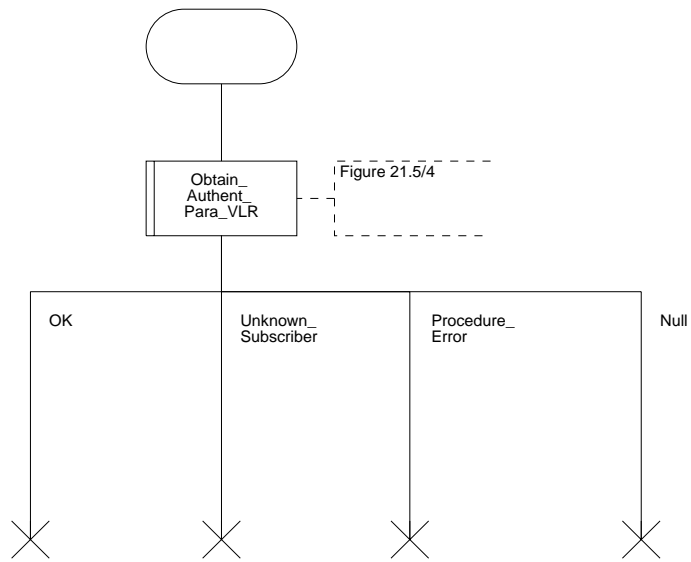 Figure 21.5/4
Obtain_
Authent_
Para_VLR
OK
Unknown_
Subscriber
Procedure_
Error
Null